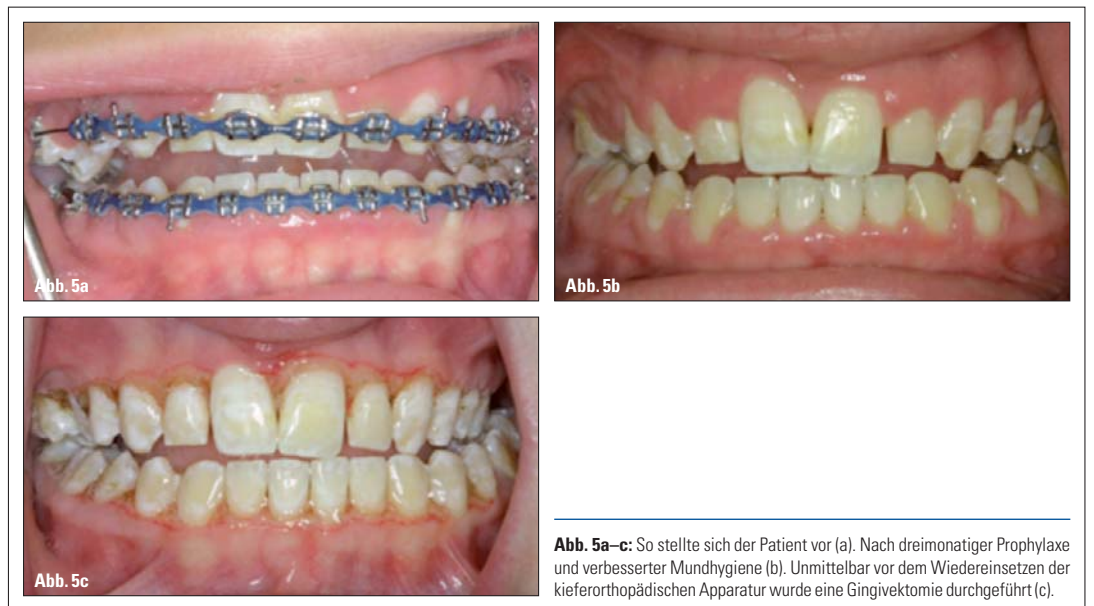 Abb. 5a
Abb. 5b
Abb. 5c
Abb. 5a–c: So stellte sich der Patient vor (a). Nach dreimonatiger Prophylaxe
und verbesserter Mundhygiene (b). Unmittelbar vor dem Wiedereinsetzen der
kieferorthopädischen Apparatur wurde eine Gingivektomie durchgeführt (c).